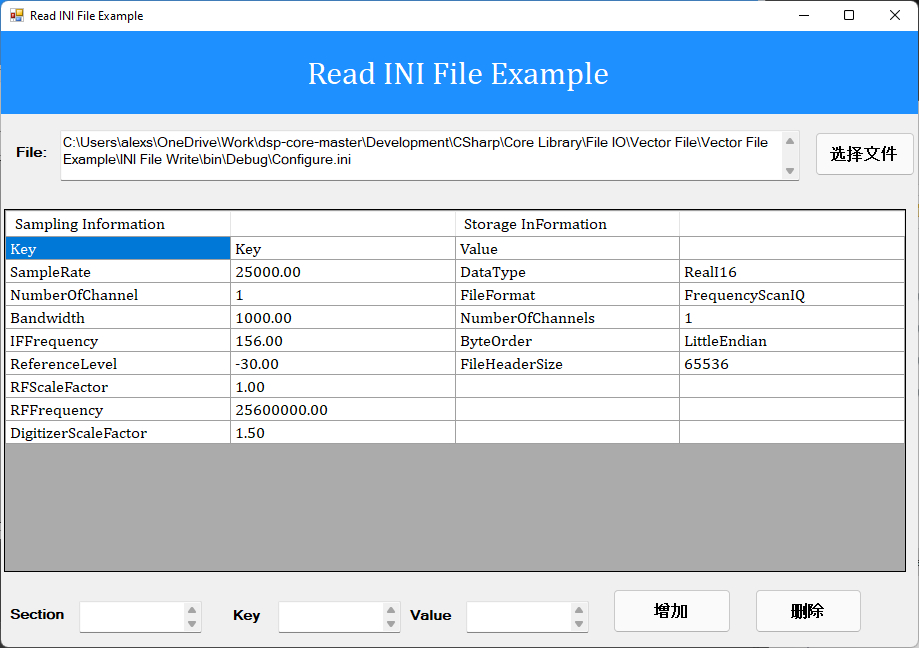 Read INI File Example
Read INI File Example
File:
C:\Users\alexs\OneDrive\Work\dsp-core-master\Development\CSharp\Core Library\File IO\Vector File\Vector File
Example\INI File Write\bin\Debug\Configure.ini
选择文件
Sampling Information Storage InFormation
Key Key Value
SampleRate 25000.00 DataType RealI16
NumberOfChannel 1 FileFormat FrequencyScanIQ
Bandwidth 1000.00 NumberOfChannels 1
IFFrequency 156.00 ByteOrder LittleEndian
ReferenceLevel -30.00 FileHeaderSize 65536
RFScaleFactor 1.00
RFFrequency 25600000.00
DigitizerScaleFactor 1.50
Section Key Value 增加 删除